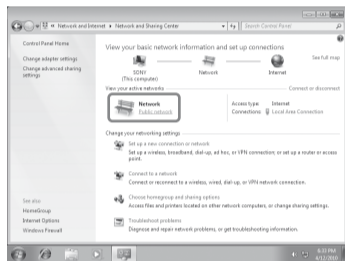 « Network and Internet ▸ Network and Sharing Center
Search Control Panel
Control Panel Home
Change adapter settings
Change advanced sharing settings
View your basic network information and set up connections
SONY
(This computer)
Network
Internet
See full map
View your active networks
Connect or disconnect
Network
Public network
Access type: Internet
Connections: Local Area Connection
Change your networking settings
Set up a new connection or network
Set up a wireless, broadband, dial-up, ad hoc, or VPN connection; or set up a router or access
point.
Connect to a network
Connect or reconnect to a wireless, wired, dial-up, or VPN network connection.
Choose homegroup and sharing options
Access files and printers located on other network computers, or change sharing settings.
Troubleshoot problems
Diagnose and repair network problems, or get troubleshooting information.
See also
HomeGroup
Internet Options
Windows Firewall